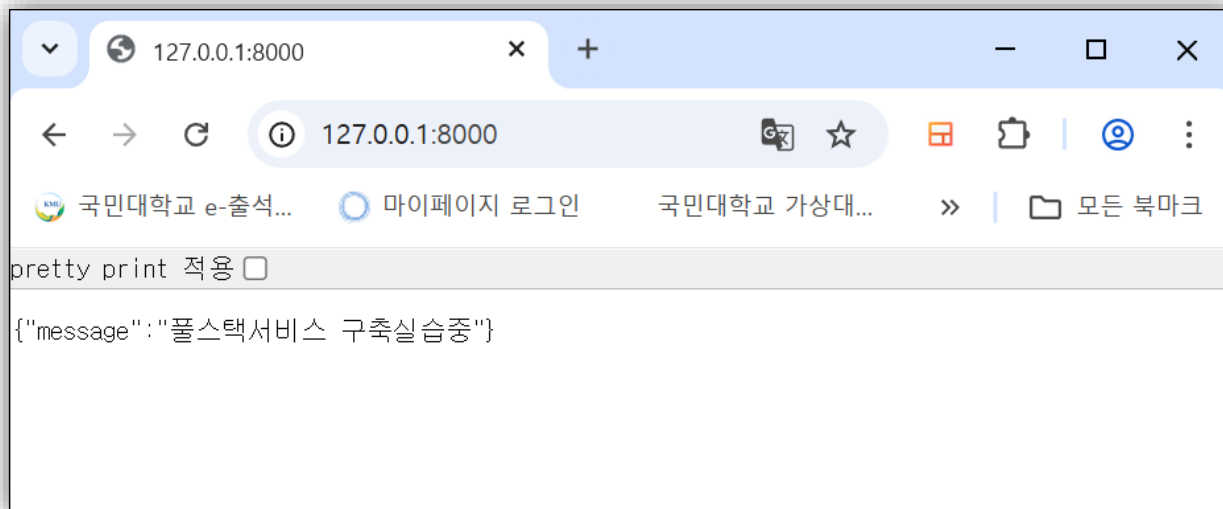 127.0.0.1:8000
127.0.0.1:8000
국민대학교 e-출석... 마이페이지 로그인 국민대학교 가상대... » 모든 북마크
pretty print 적용
{"message":"풀스택서비스 구축실습중"}